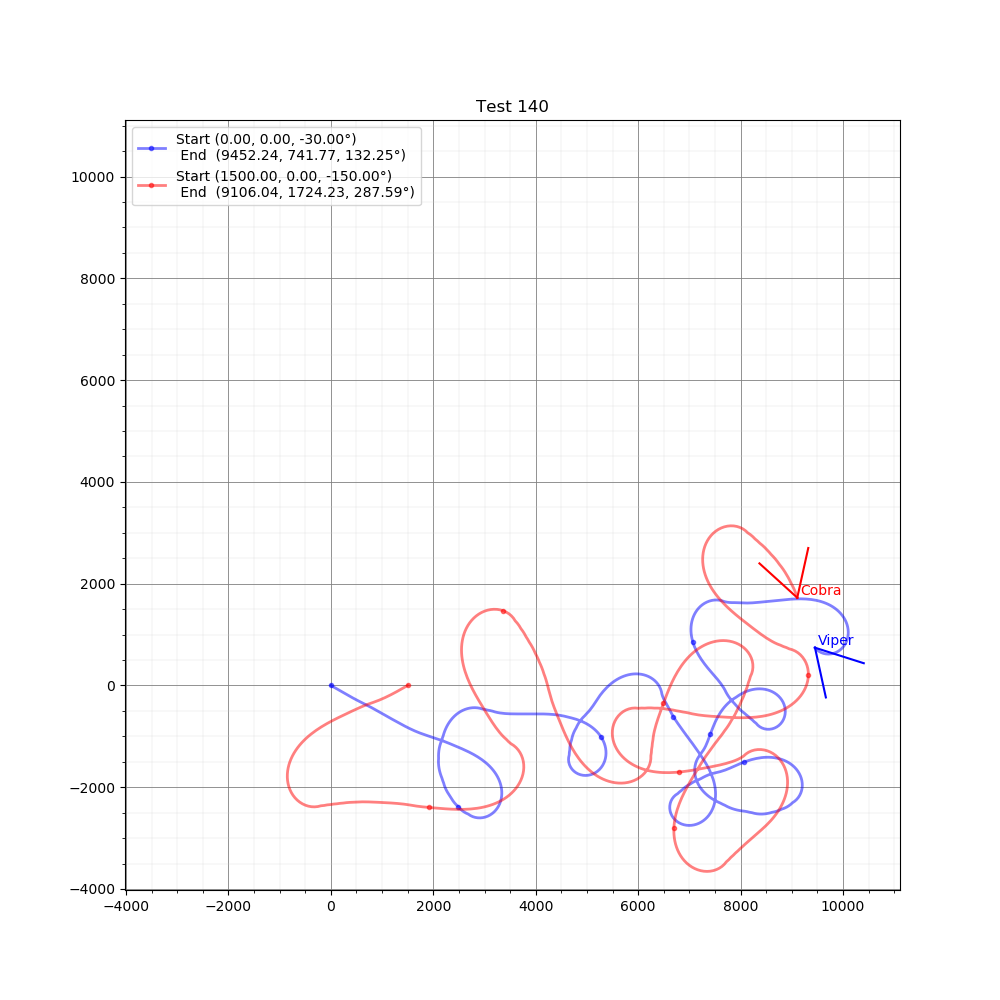 Test 140
Start (0.00, 0.00, -30.00°)
End  (9452.24, 741.77, 132.25°)
Start (1500.00, 0.00, -150.00°)
End  (9106.04, 1724.23, 287.59°)
10000
8000
6000
4000
2000
0
−2000
−4000
Cobra
Viper
−4000 −2000 0 2000 4000 6000 8000 10000